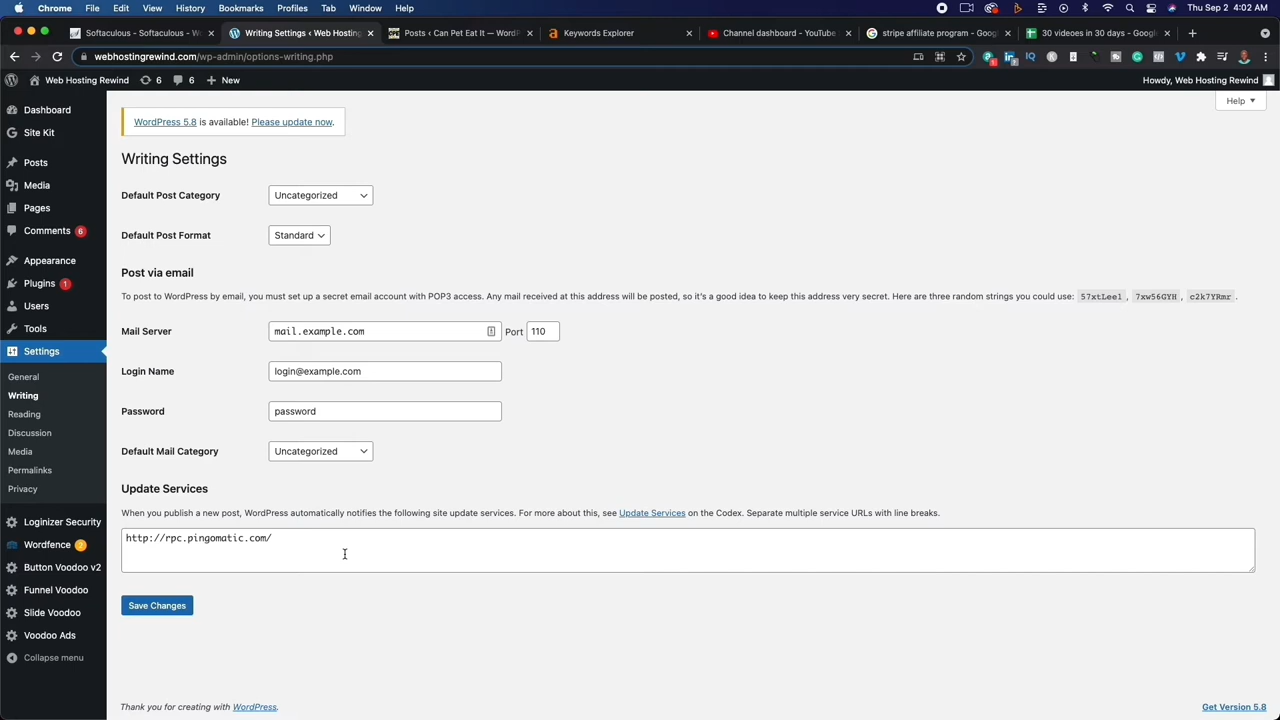 Chrome File Edit View History Bookmarks Profiles Tab Window Help Thu Sep 2 4:02 AM
Softaculous - Softaculous - Wo
Writing Settings ‹ Web Hosting
Posts ‹ Can Pet Eat It — WordP
Keywords Explorer
Channel dashboard - YouTube
stripe affiliate program - Googl
30 videoes in 30 days - Googl
webhostingrewind.com/wp-admin/options-writing.php
Web Hosting Rewind 6 6 New Howdy, Web Hosting Rewind
Help
Dashboard
Site Kit
Posts
Media
Pages
Comments 6
Appearance
Plugins 1
Users
Tools
Settings
General
Writing
Reading
Discussion
Media
Permalinks
Privacy
Loginizer Security
Wordfence 3
Button Voodoo v2
Funnel Voodoo
Slide Voodoo
Voodoo Ads
Collapse menu
WordPress 5.8 is available! Please update now.
Writing Settings
Default Post Category Uncategorized
Default Post Format Standard
Post via email
To post to WordPress by email, you must set up a secret email account with POP3 access. Any mail received at this address will be posted, so it's a good idea to keep this address very secret. Here are three random strings you could use: 57xtLee1 , 7xw56GYH , c2k7YRmr .
Mail Server mail.example.com Port 110
Login Name login@example.com
Password password
Default Mail Category Uncategorized
Update Services
When you publish a new post, WordPress automatically notifies the following site update services. For more about this, see Update Services on the Codex. Separate multiple service URLs with line breaks.
http://rpc.pingomatic.com/
Save Changes
Thank you for creating with WordPress. Get Version 5.8